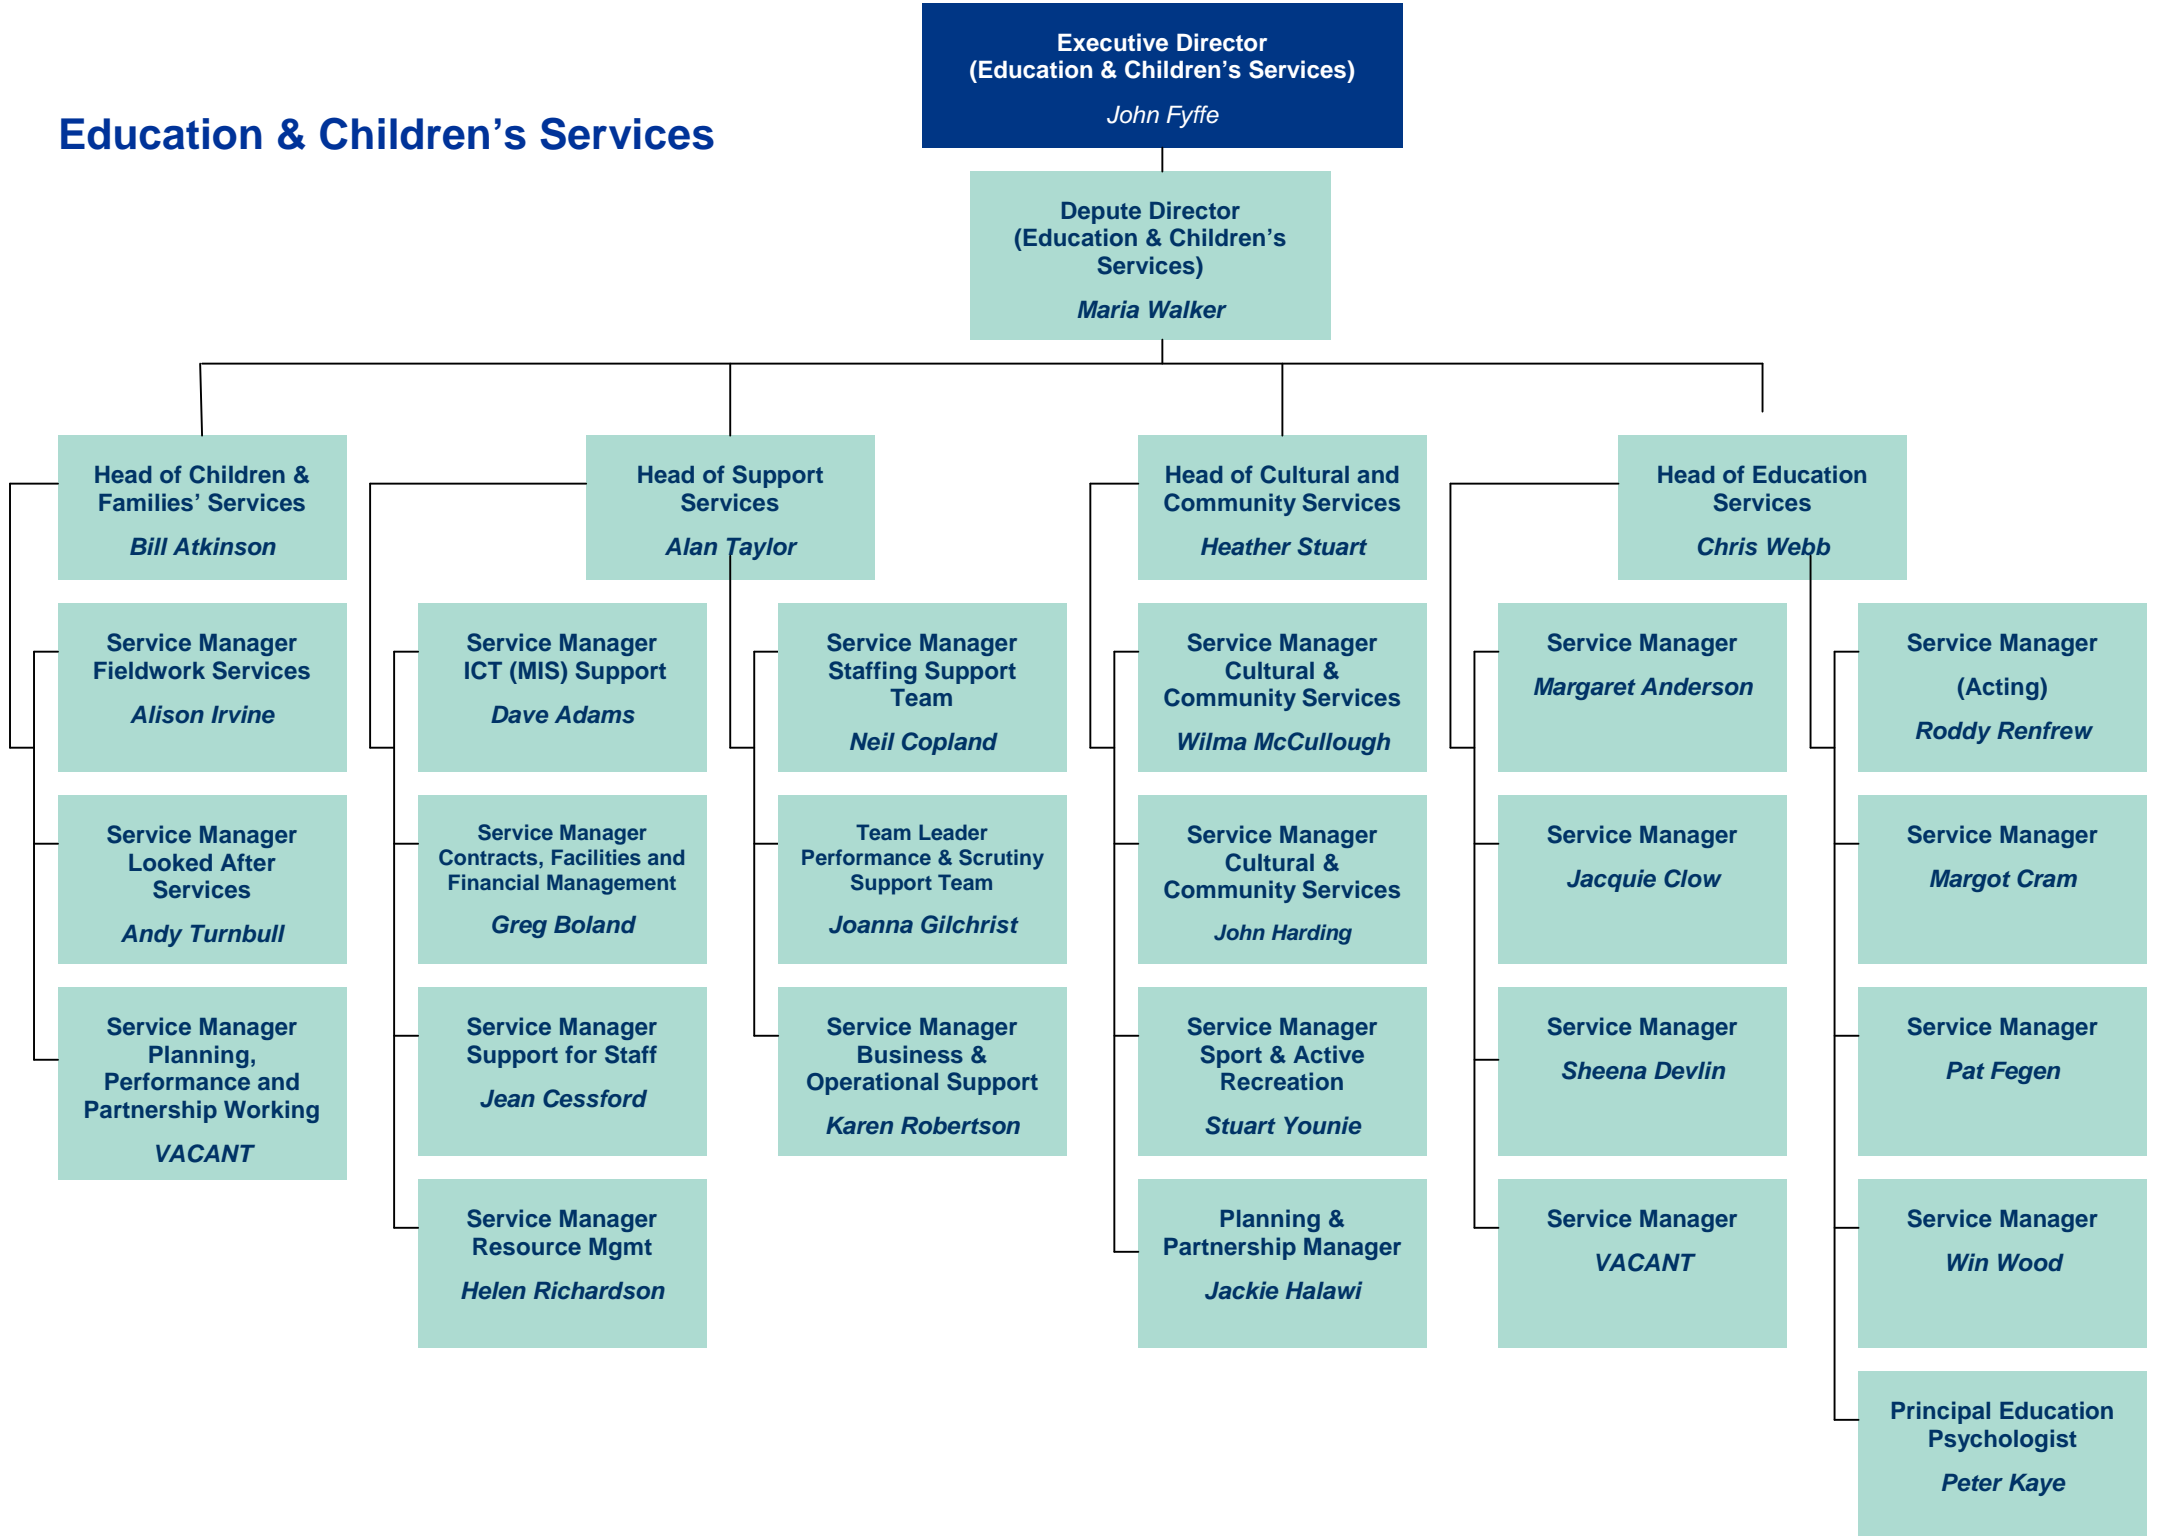 Executive Director
(Education & Children’s Services)
John Fyffe
Education & Children’s Services
Depute Director
(Education & Children’s
Services)
Maria Walker
Head of Children &
Families’ Services
Bill Atkinson
Head of Support
Services
Alan Taylor
Head of Cultural and
Community Services
Heather Stuart
Head of Education
Services
Chris Webb
Service Manager
Fieldwork Services
Alison Irvine
Service Manager
ICT (MIS) Support
Dave Adams
Service Manager
Staffing Support
Team
Neil Copland
Service Manager
Cultural &
Community Services
Wilma McCullough
Service Manager
Margaret Anderson
Service Manager
(Acting)
Roddy Renfrew
Service Manager
Looked After
Services
Andy Turnbull
Service Manager
Contracts, Facilities and
Financial Management
Greg Boland
Team Leader
Performance & Scrutiny
Support Team
Joanna Gilchrist
Service Manager
Cultural &
Community Services
John Harding
Service Manager
Jacquie Clow
Service Manager
Margot Cram
Service Manager
Planning,
Performance and
Partnership Working
VACANT
Service Manager
Support for Staff
Jean Cessford
Service Manager
Business &
Operational Support
Karen Robertson
Service Manager
Sport & Active
Recreation
Stuart Younie
Service Manager
Sheena Devlin
Service Manager
Pat Fegen
Service Manager
Resource Mgmt
Helen Richardson
Planning &
Partnership Manager
Jackie Halawi
Service Manager
VACANT
Service Manager
Win Wood
Principal Education
Psychologist
Peter Kaye